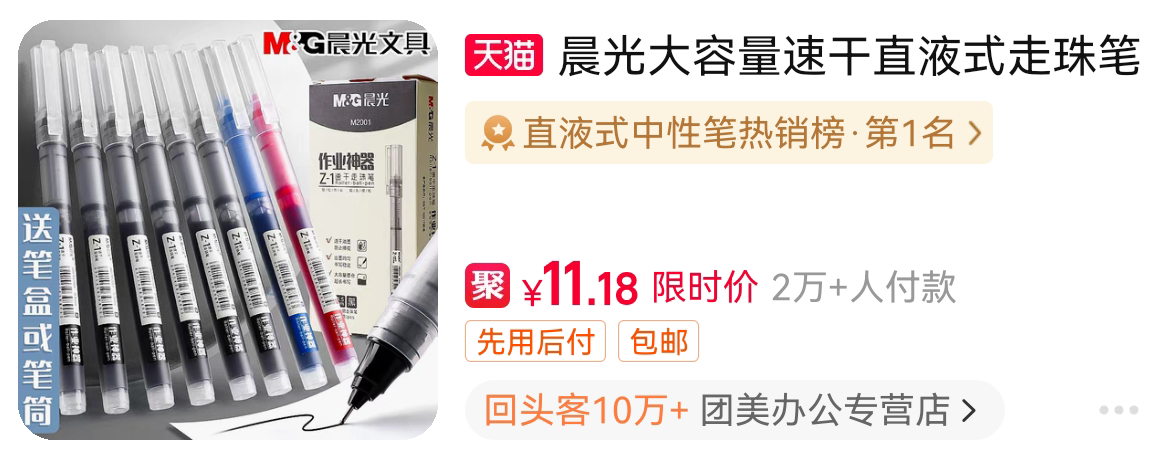 M&G晨光文具
M&G晨光
M2001
作业神器
Z-1速干走珠笔
送笔盒或笔筒
天猫 晨光大容量速干直液式走珠笔
直液式中性笔热销榜·第1名 >
聚 ¥11.18 限时价 2万+人付款
先用后付 包邮
回头客10万+ 团美办公专营店 >